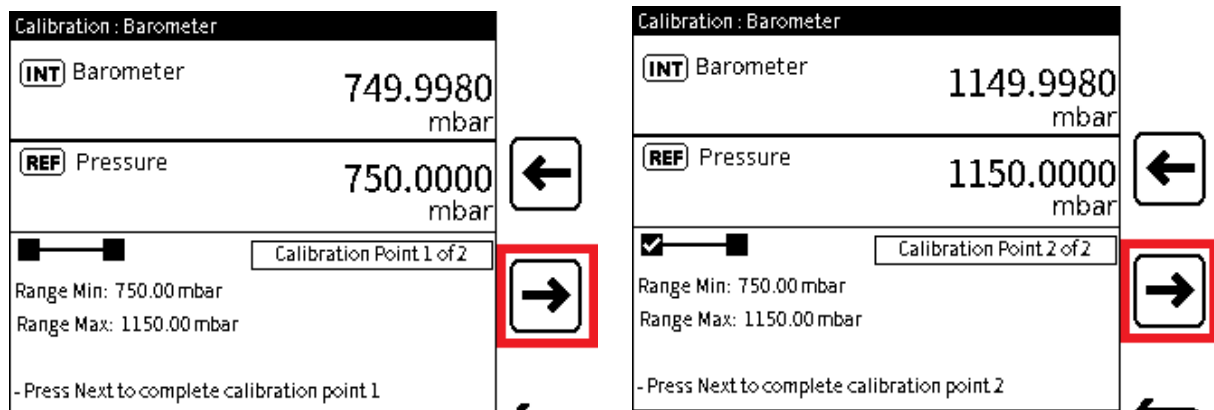 Calibration : Barometer
INT Barometer
749.9980
mbar
REF Pressure
750.0000
mbar
Calibration Point 1 of 2
Range Min: 750.00 mbar
Range Max: 1150.00 mbar
- Press Next to complete calibration point 1
Calibration : Barometer
INT Barometer
1149.9980
mbar
REF Pressure
1150.0000
mbar
Calibration Point 2 of 2
Range Min: 750.00 mbar
Range Max: 1150.00 mbar
- Press Next to complete calibration point 2